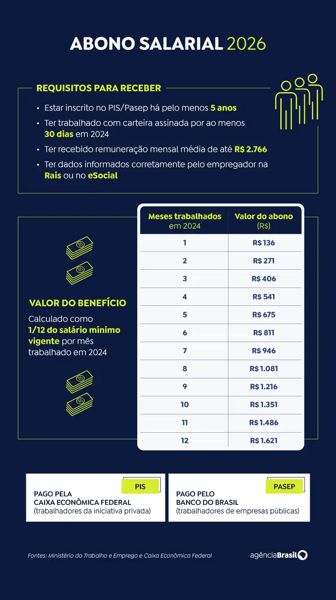 ABONO SALARIAL 2026
REQUISITOS PARA RECEBER
• Estar inscrito no PIS/Pasep há pelo menos 5 anos
• Ter trabalhado com carteira assinada por ao menos
30 dias em 2024
• Ter recebido remuneração mensal média de até R$ 2.766
• Ter dados informados corretamente pelo empregador na
Rais ou no eSocial
VALOR DO BENEFÍCIO
Calculado como
1/12 do salário mínimo
vigente por mês
trabalhado em 2024
Meses trabalhados Valor do abono
em 2024 (R$)
1 R$ 136
2 R$ 271
3 R$ 406
4 R$ 541
5 R$ 675
6 R$ 811
7 R$ 946
8 R$ 1.081
9 R$ 1.216
10 R$ 1.351
11 R$ 1.486
12 R$ 1.621
PIS
PAGO PELA
CAIXA ECONÔMICA FEDERAL
(trabalhadores da iniciativa privada)
PASEP
PAGO PELO
BANCO DO BRASIL
(trabalhadores de empresas públicas)
Fontes: Ministério do Trabalho e Emprego e Caixa Econômica Federal
agênciaBrasil